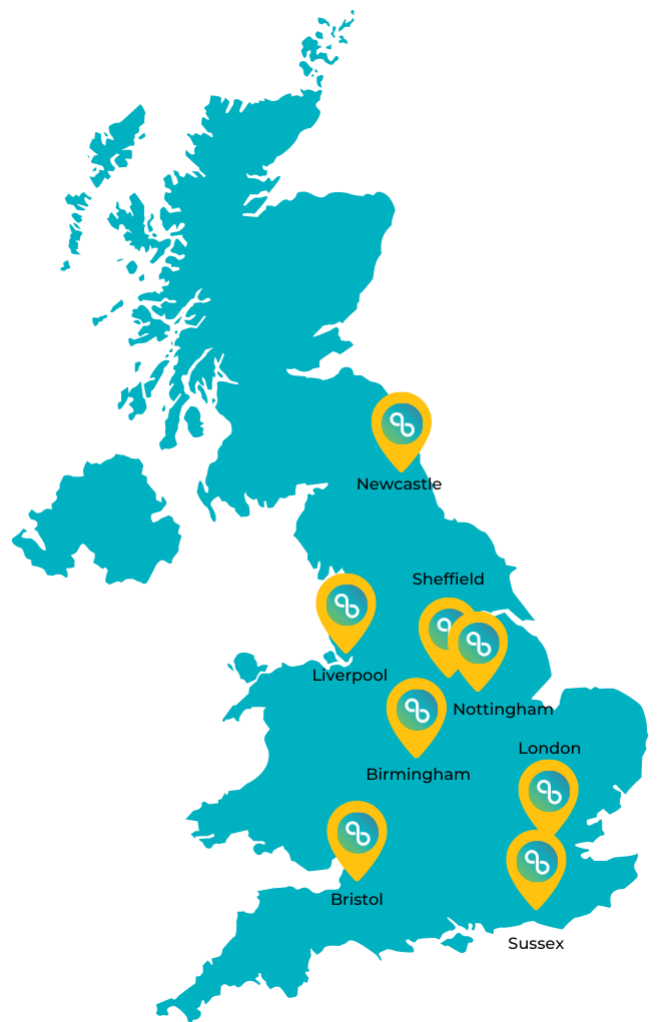 Newcastle
Sheffield
Liverpool
Nottingham
London
Birmingham
Bristol
Sussex